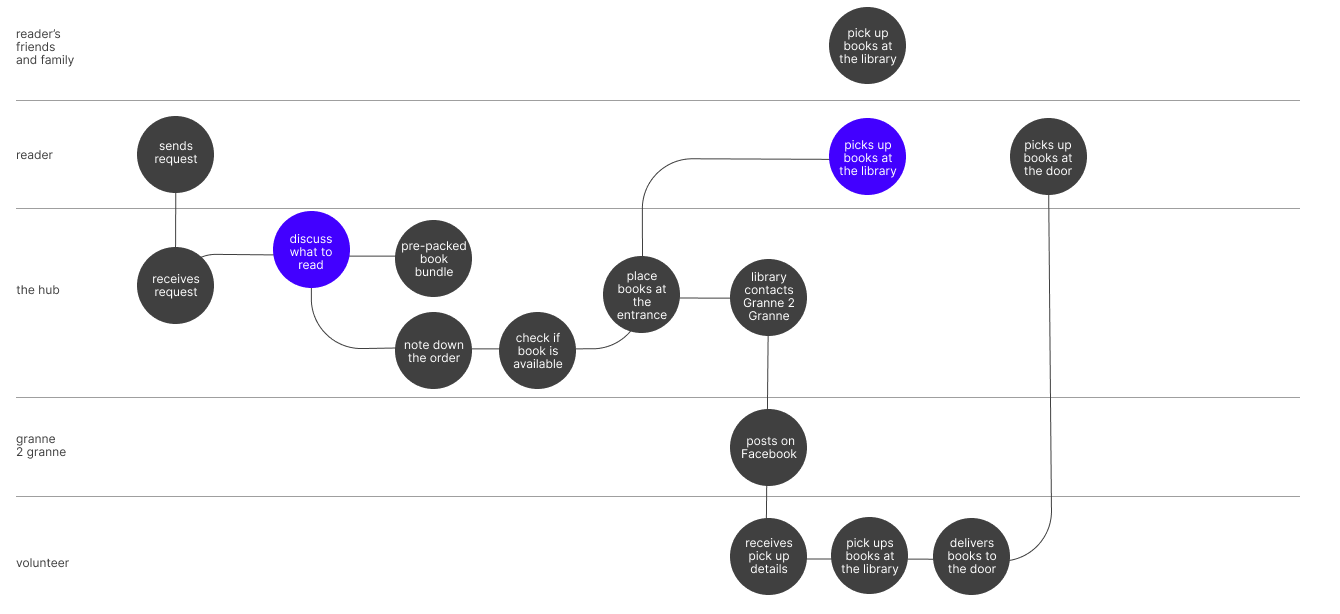 reader’s
friends
and family
pick up
books at
the library
reader
sends
request
picks up
books at
the library
picks up
books at
the door
the hub
receives
request
discuss
what to
read
pre-packed
book
bundle
note down
the order
check if
book is
available
place
books at
the
entrance
library
contacts
Granne 2
Granne
granne
2 granne
posts on
Facebook
volunteer
receives
pick up
details
pick ups
books at
the library
delivers
books to
the door